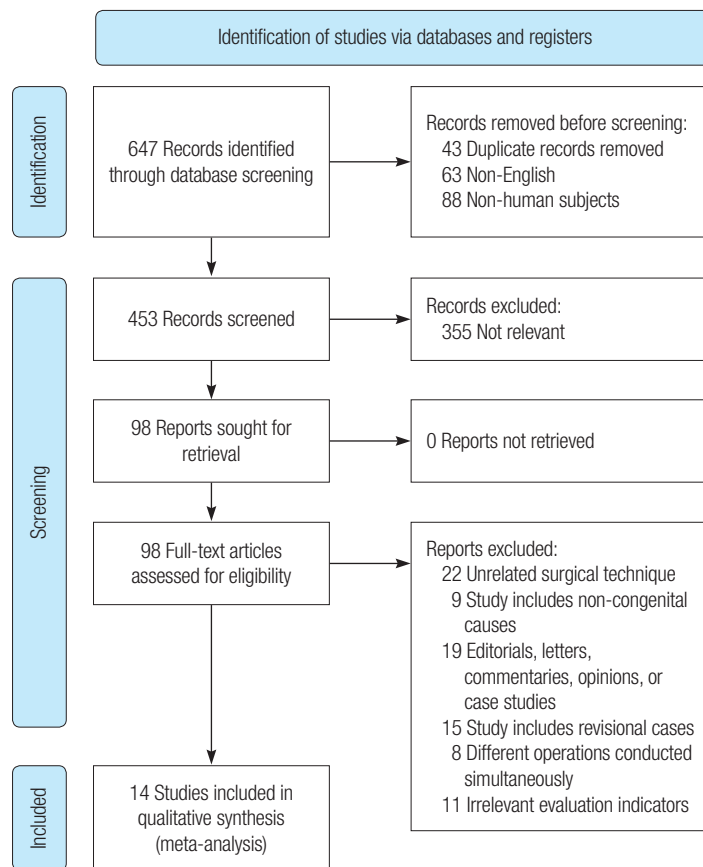 Identification of studies via databases and registers
Identification
647 Records identified
through database screening
Records removed before screening:
43 Duplicate records removed
63 Non-English
88 Non-human subjects
Screening
453 Records screened
Records excluded:
355 Not relevant
98 Reports sought for
retrieval
0 Reports not retrieved
98 Full-text articles
assessed for eligibility
Reports excluded:
22 Unrelated surgical technique
9 Study includes non-congenital
causes
19 Editorials, letters,
commentaries, opinions, or
case studies
15 Study includes revisional cases
8 Different operations conducted
simultaneously
11 Irrelevant evaluation indicators
Included
14 Studies included in
qualitative synthesis
(meta-analysis)